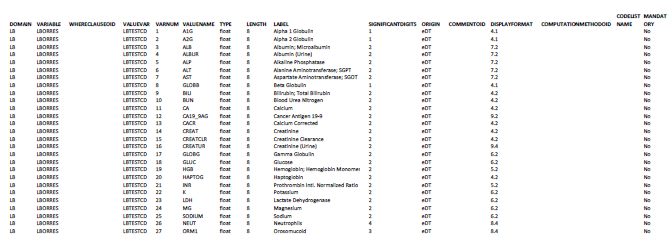 DOMAIN VARIABLE WHERECLAUSEOID VALUEVAR VARNUM VALUENAME TYPE LENGTH LABEL SIGNIFICANTDIGITS ORIGIN COMMENTOID DISPLAYFORMAT COMPUTATIONMETHODOID CODELISTNAME MANDATORY
LB LBORRES LBTESTCD 1 A1G float 8 Alpha 1 Globulin 1 eDT 4.1 No
LB LBORRES LBTESTCD 2 A2G float 8 Alpha 2 Globulin 1 eDT 4.1 No
LB LBORRES LBTESTCD 3 ALB float 8 Albumin; Microalbumin 2 eDT 7.2 No
LB LBORRES LBTESTCD 4 ALBUR float 8 Albumin (Urine) 2 eDT 7.2 No
LB LBORRES LBTESTCD 5 ALP float 8 Alkaline Phosphatase 2 eDT 7.2 No
LB LBORRES LBTESTCD 6 ALT float 8 Alanine Aminotransferase; SGPT 2 eDT 7.2 No
LB LBORRES LBTESTCD 7 AST float 8 Aspartate Aminotransferase; SGOT 2 eDT 7.2 No
LB LBORRES LBTESTCD 8 GLOBB float 8 Beta Globulin 1 eDT 4.1 No
LB LBORRES LBTESTCD 9 BILI float 8 Bilirubin; Total Bilirubin 2 eDT 4.2 No
LB LBORRES LBTESTCD 10 BUN float 8 Blood Urea Nitrogen 2 eDT 4.2 No
LB LBORRES LBTESTCD 11 CA float 8 Calcium 2 eDT 4.2 No
LB LBORRES LBTESTCD 12 CA19_9AG float 8 Cancer Antigen 19-9 2 eDT 9.2 No
LB LBORRES LBTESTCD 13 CACR float 8 Calcium Corrected 2 eDT 4.2 No
LB LBORRES LBTESTCD 14 CREAT float 8 Creatinine 2 eDT 4.2 No
LB LBORRES LBTESTCD 15 CREATCLR float 8 Creatinine Clearance 2 eDT 4.2 No
LB LBORRES LBTESTCD 16 CREATUR float 8 Creatinine (Urine) 2 eDT 9.4 No
LB LBORRES LBTESTCD 17 GLOBG float 8 Gamma Globulin 2 eDT 6.2 No
LB LBORRES LBTESTCD 18 GLUC float 8 Glucose 2 eDT 6.2 No
LB LBORRES LBTESTCD 19 HGB float 8 Hemoglobin; Hemoglobin Monomer 2 eDT 5.2 No
LB LBORRES LBTESTCD 20 HAPTOG float 8 Haptoglobin 2 eDT 4.2 No
LB LBORRES LBTESTCD 21 INR float 8 Prothrombin Intl. Normalized Ratio 2 eDT 5.2 No
LB LBORRES LBTESTCD 22 K float 8 Potassium 2 eDT 6.2 No
LB LBORRES LBTESTCD 23 LDH float 8 Lactate Dehydrogenase 2 eDT 6.2 No
LB LBORRES LBTESTCD 24 MG float 8 Magnesium 2 eDT 6.2 No
LB LBORRES LBTESTCD 25 SODIUM float 8 Sodium 2 eDT 6.2 No
LB LBORRES LBTESTCD 26 NEUT float 8 Neutrophils 4 eDT 8.4 No
LB LBORRES LBTESTCD 27 ORM1 float 8 Orosomucoid 3 eDT 8.4 No